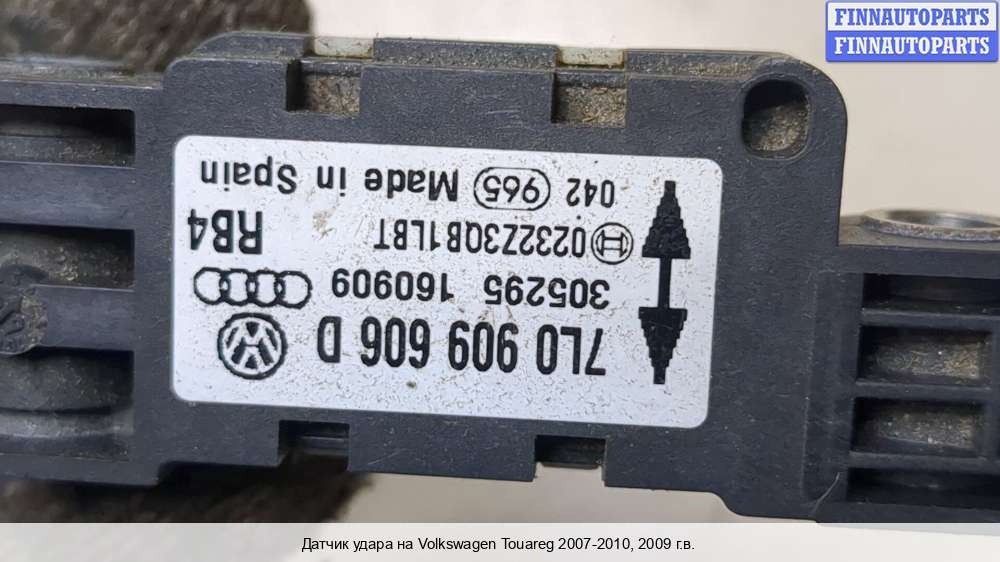 FINNAUTOPARTS
FINNAUTOPARTS
7L0 909 606 D
305295 160909
0232Z3QB1LBT RB4
042 965 Made in Spain
Датчик удара на Volkswagen Touareg 2007-2010, 2009 г.в.